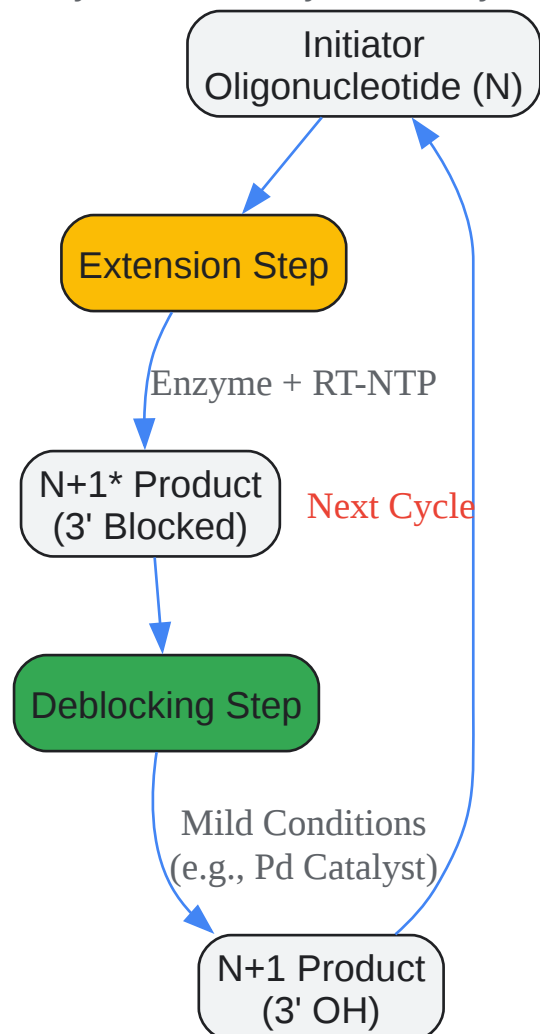 Initiator
Oligonucleotide (N)
Extension Step
Enzyme + RT-NTP
N+1* Product
(3' Blocked)
Next Cycle
Deblocking Step
Mild Conditions
(e.g., Pd Catalyst)
N+1 Product
(3' OH)